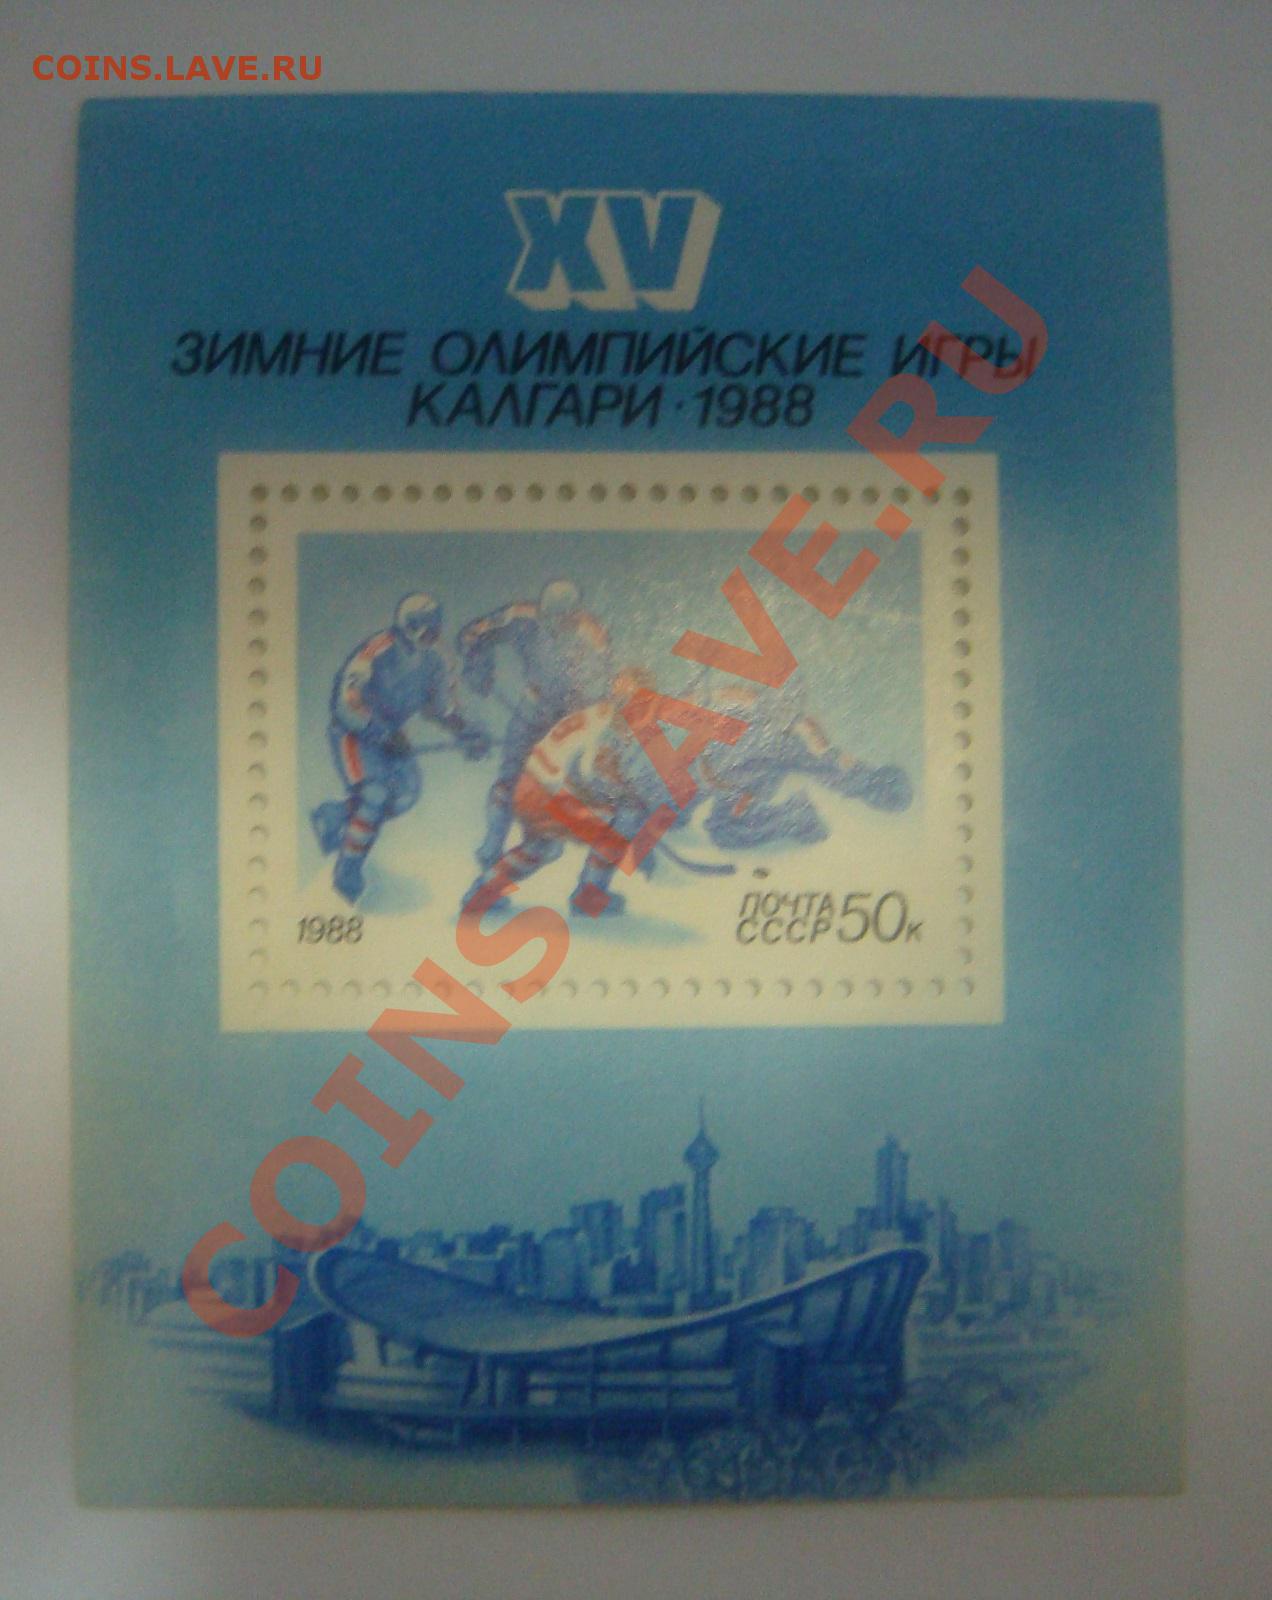 COINS.LAVE.RU
XV
ЗИМНИЕ ОЛИМПИЙСКИЕ ИГРЫ
КАЛГАРИ · 1988
1988
ПОЧТА
СССР 50к
COINS.LAVE.RU